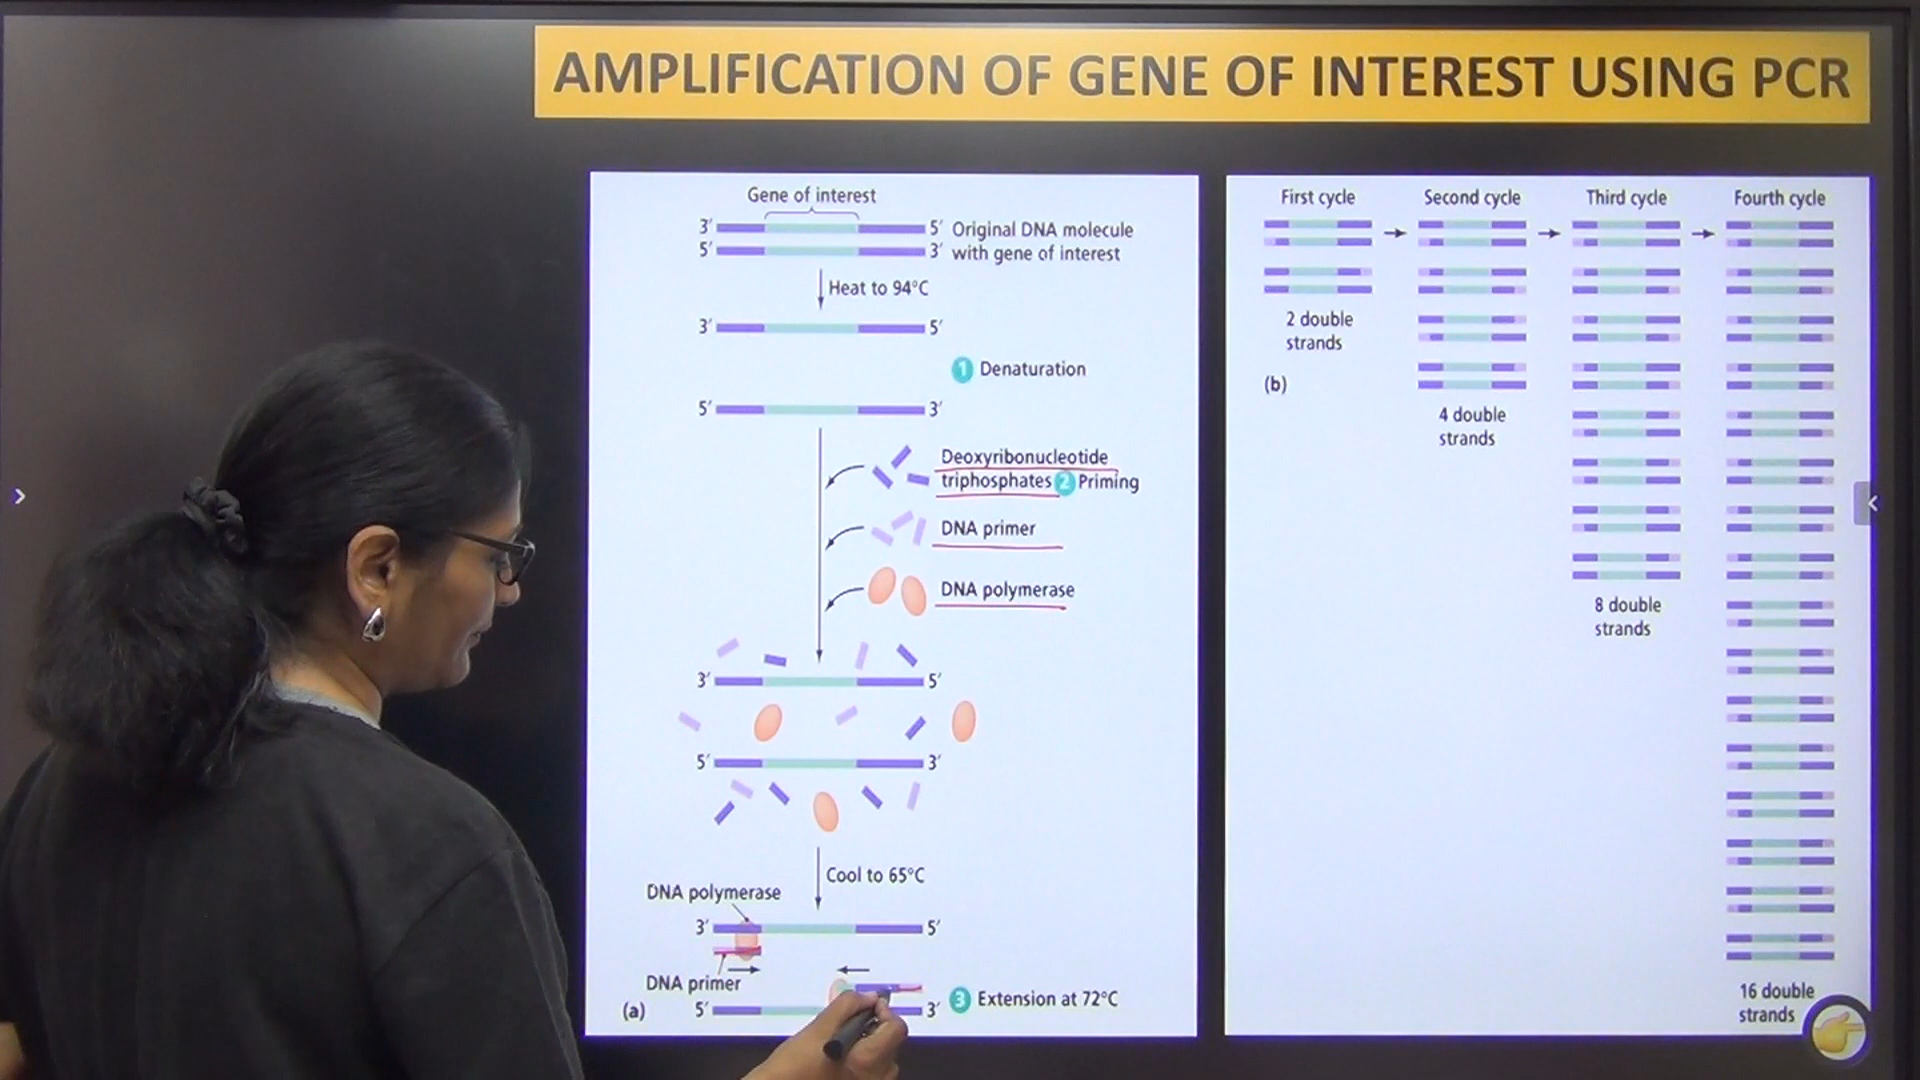 AMPLIFICATION OF GENE OF INTEREST USING PCR
Gene of interest
3′ 5′ Original DNA molecule
5′ 3′ with gene of interest
Heat to 94°C
3′ 5′
1 Denaturation
5′ 3′
Deoxyribonucleotide
triphosphates 2 Priming
DNA primer
DNA polymerase
3′ 5′
5′ 3′
Cool to 65°C
DNA polymerase
3′ 5′
DNA primer
3 Extension at 72°C
(a) 5′ 3′
First cycle
Second cycle
Third cycle
Fourth cycle
2 double
strands
(b)
4 double
strands
8 double
strands
16 double
strands